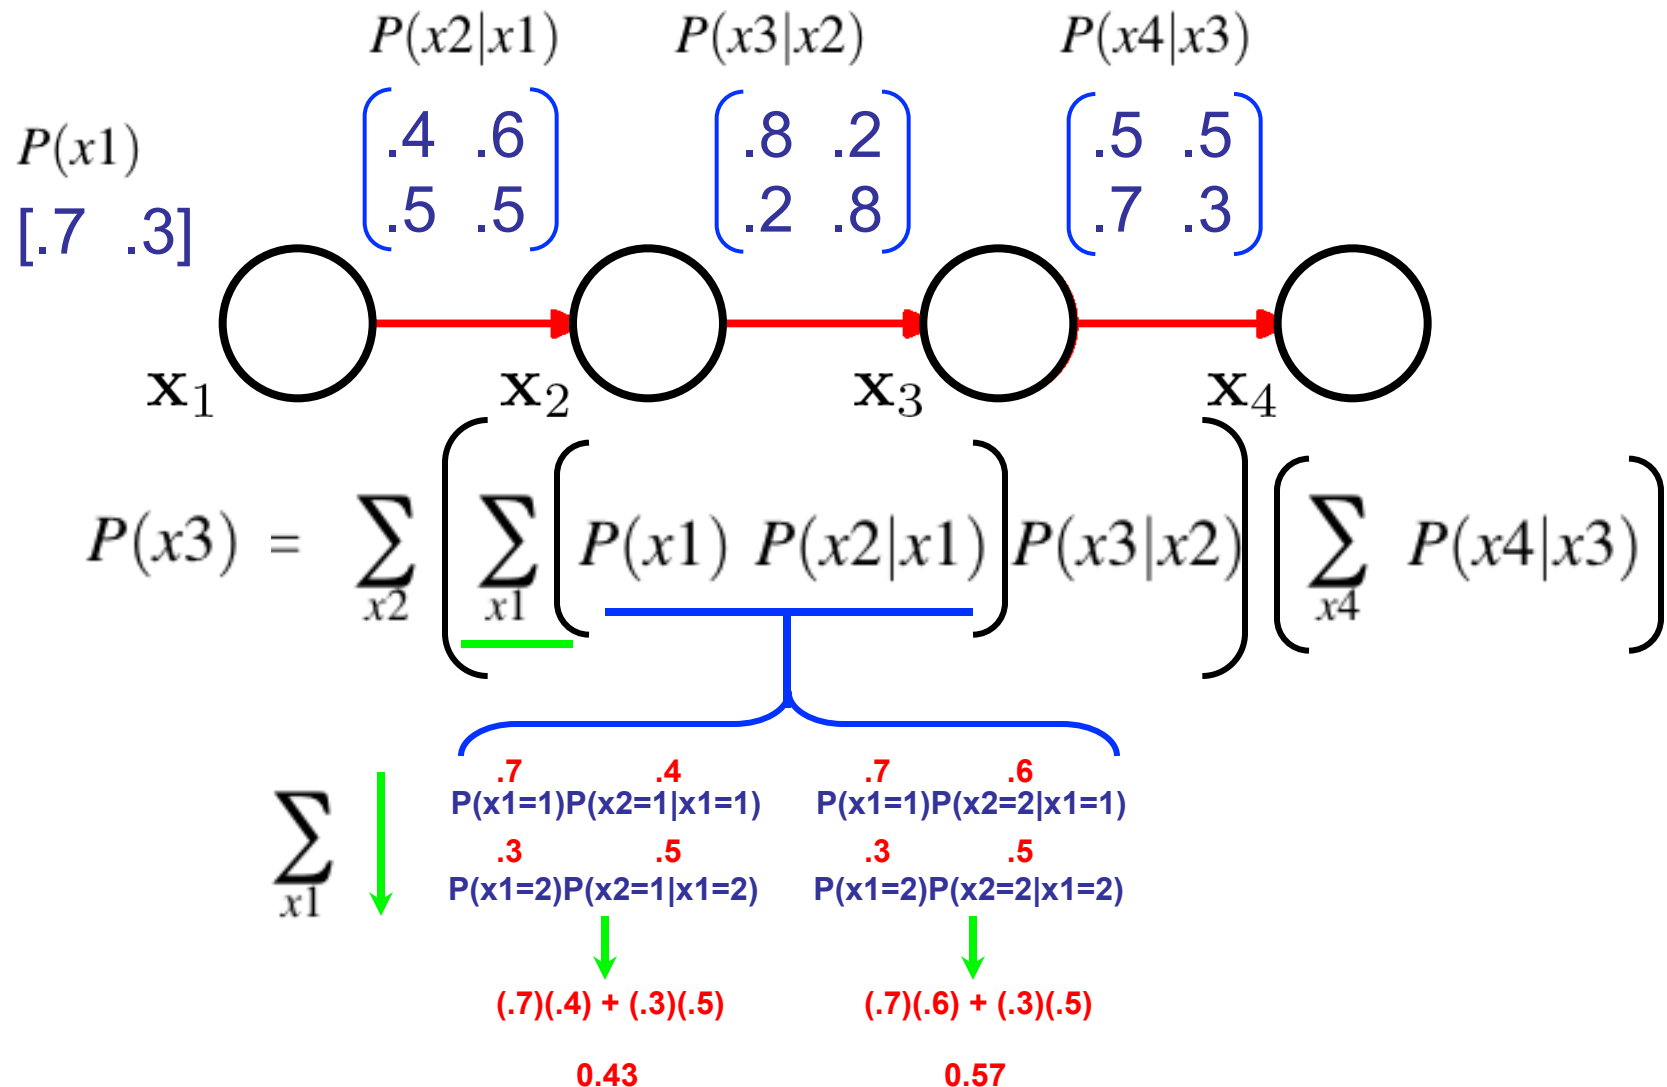 P(x2|x1) P(x3|x2) P(x4|x3)
P(x1)
.4 .6 .8 .2 .5 .5
.5 .5 .2 .8 .7 .3
[.7 .3]
x1 x2 x3 x4
P(x3) = ∑x2 ( ∑x1 ( P(x1) P(x2|x1) ) P(x3|x2) ) ( ∑x4 P(x4|x3) )
.7 .4 .7 .6
P(x1=1)P(x2=1|x1=1) P(x1=1)P(x2=2|x1=1)
∑x1
.3 .5 .3 .5
P(x1=2)P(x2=1|x1=2) P(x1=2)P(x2=2|x1=2)
(.7)(.4) + (.3)(.5) (.7)(.6) + (.3)(.5)
0.43 0.57